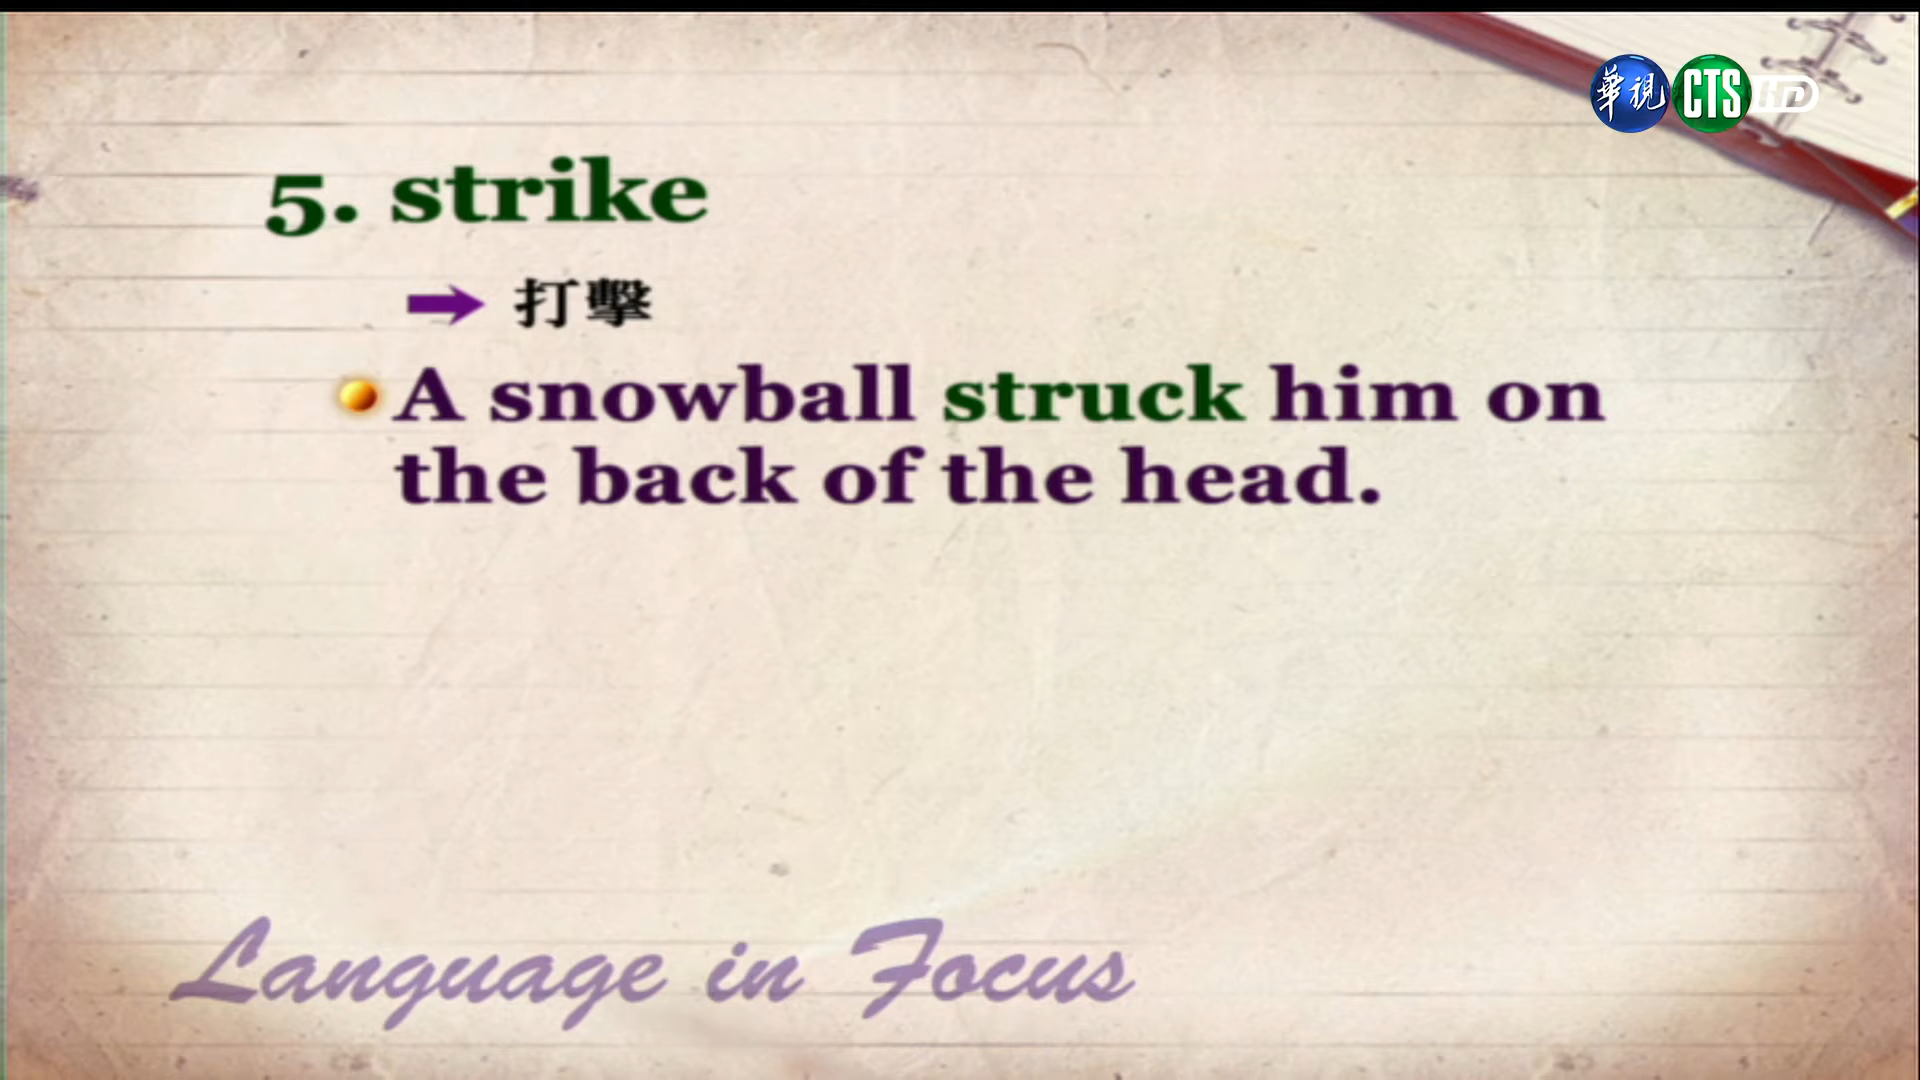 華視 CTS HD
5. strike
➡ 打擊
A snowball struck him on
the back of the head.
Language in Focus